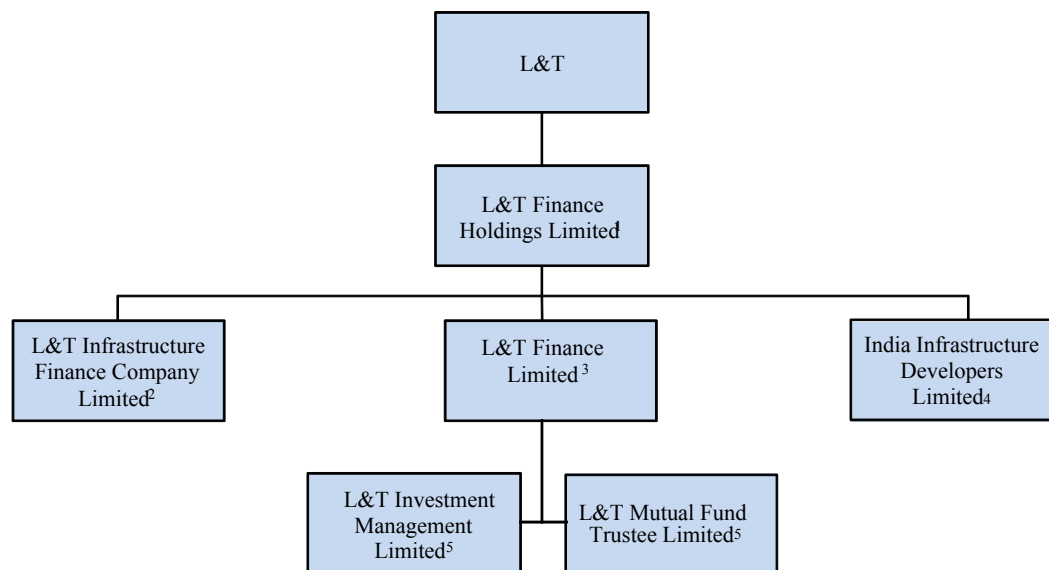 L&T
L&T Finance
Holdings Limited1
L&T Infrastructure
Finance Company
Limited2
L&T Finance
Limited 3
India Infrastructure
Developers
Limited4
L&T Investment
Management
Limited5
L&T Mutual Fund
Trustee Limited5